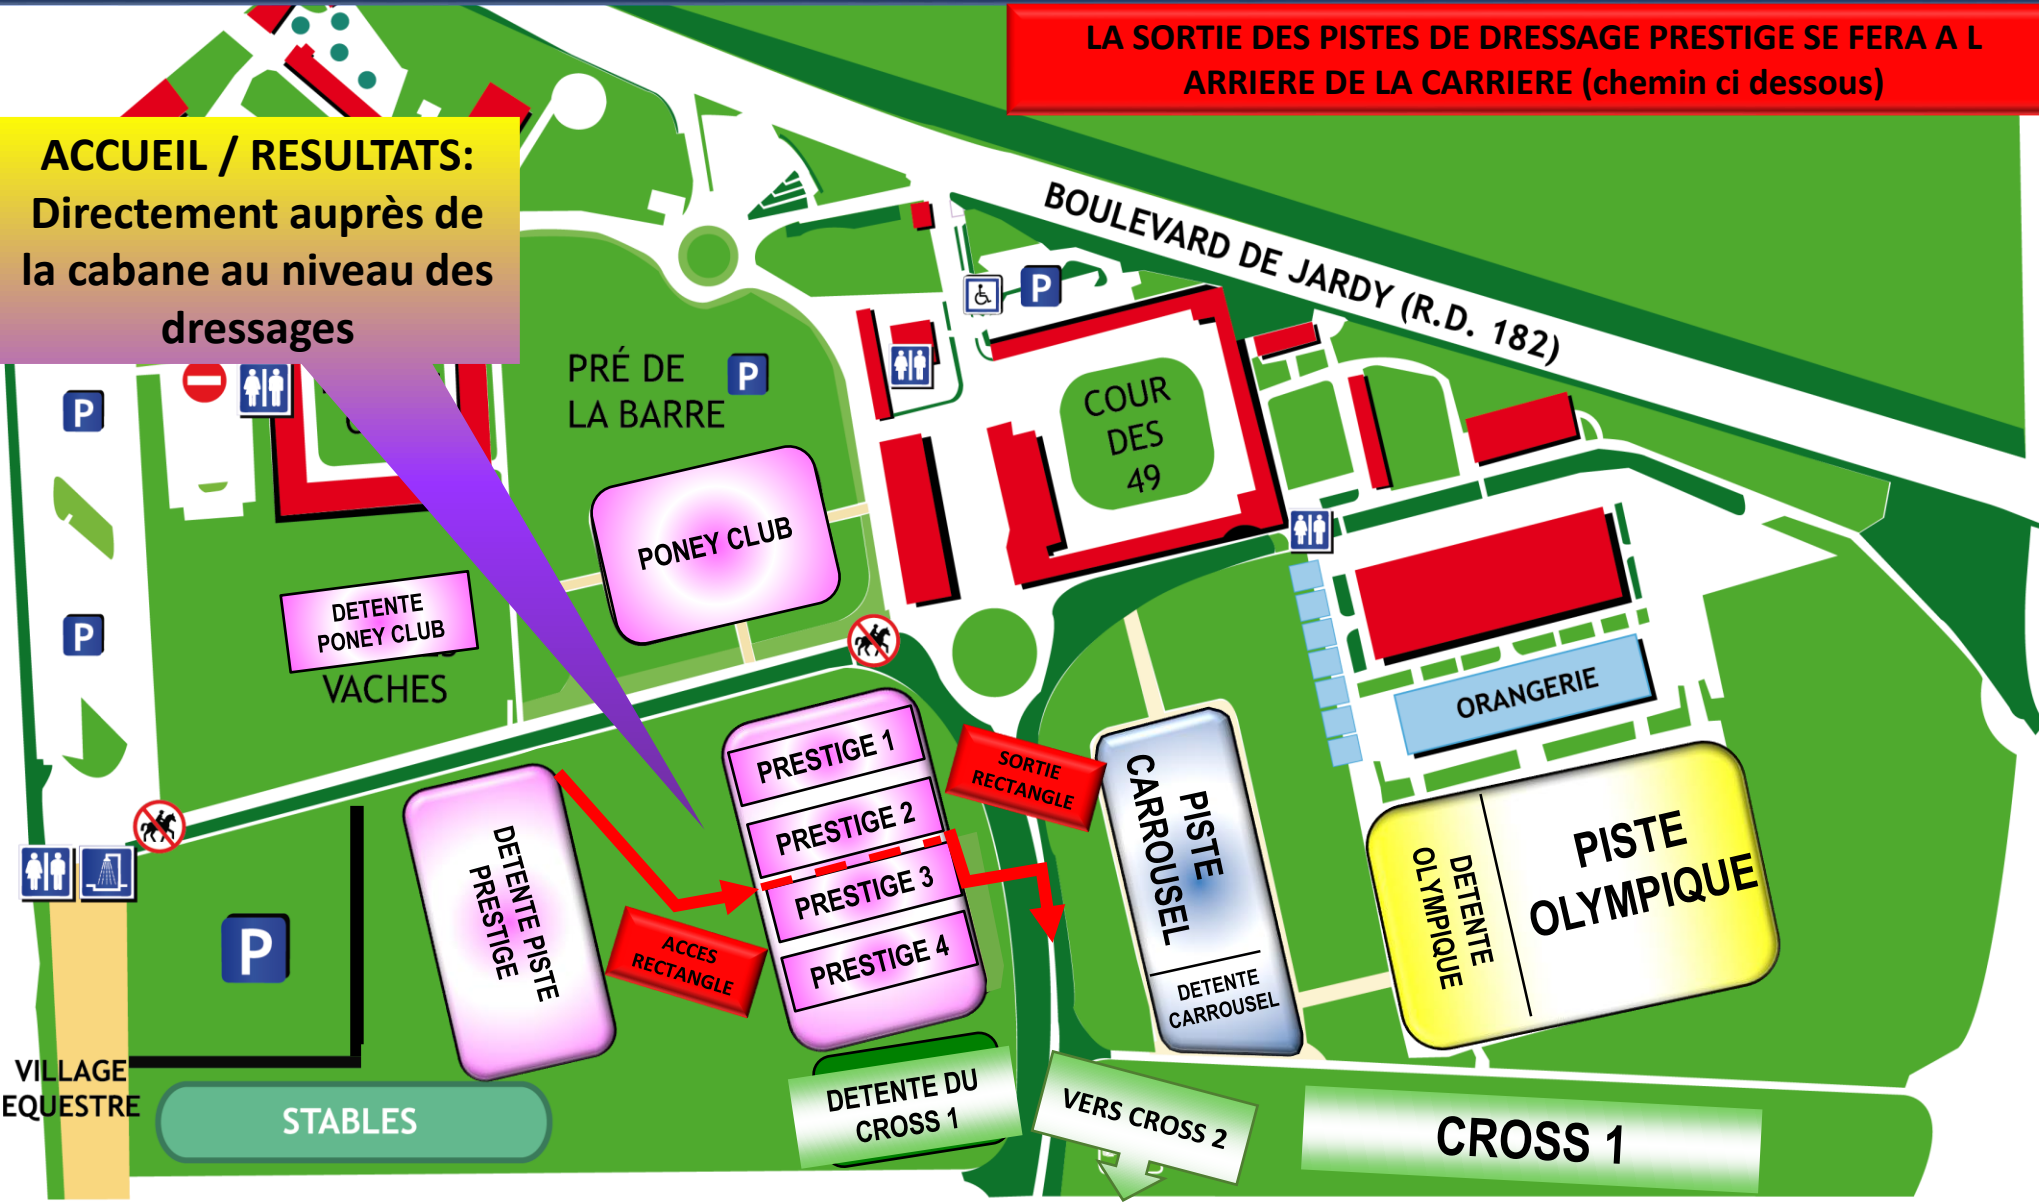 LA SORTIE DES PISTES DE DRESSAGE PRESTIGE SE FERA A L
ARRIERE DE LA CARRIERE (chemin ci dessous)
ACCUEIL / RESULTATS:
Directement auprès de
la cabane au niveau des
dressages
BOULEVARD DE JARDY (R.D. 182)
P
P
PRÉ DE
LA BARRE
P
COUR
DES
49
PONEY CLUB
DETENTE
PONEY CLUB
P
VACHES
ORANGERIE
PRESTIGE 1
PRESTIGE 2
PRESTIGE 3
PRESTIGE 4
SORTIE
RECTANGLE
ACCES
RECTANGLE
DETENTE PISTE
PRESTIGE
PISTE
CARROUSEL
DETENTE
CARROUSEL
DETENTE
OLYMPIQUE
PISTE
OLYMPIQUE
P
VILLAGE
EQUESTRE
STABLES
DETENTE DU
CROSS 1
VERS CROSS 2
CROSS 1